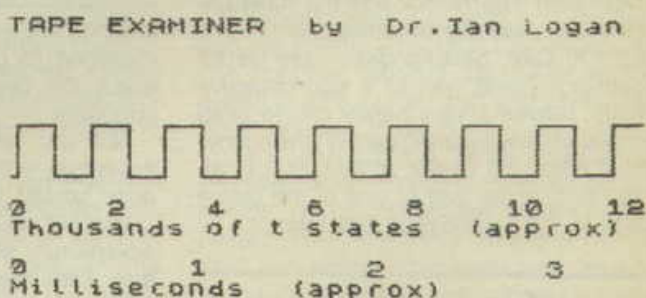 TAPE EXAMINER by Dr.Ian Logan
0 2 4 6 8 10 12
Thousands of t states (approx)
0 1 2 3
Milliseconds (approx)